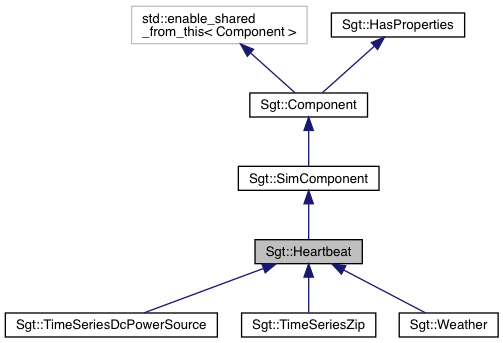 std::enable_shared
_from_this< Component >
Sgt::HasProperties
Sgt::Component
Sgt::SimComponent
Sgt::Heartbeat
Sgt::TimeSeriesDcPowerSource
Sgt::TimeSeriesZip
Sgt::Weather